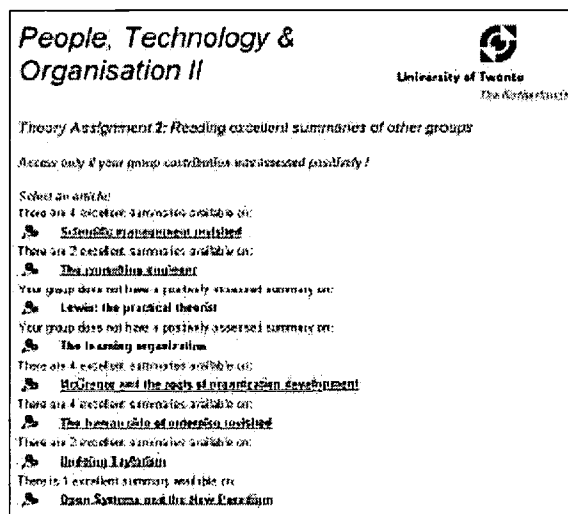 People, Technology &
Organisation II
University of Twente
The Netherlands
Theory Assignment 2: Reading excellent summaries of other groups
Access only if your group contribution was assessed positively!
Select an article:
There are 4 excellent summaries available on:
Scientific management revisited
There are 2 excellent summaries available on:
The consulting engineer
Your group does not have a positively assessed summary on:
Lewin: the practical theorist
Your group does not have a positively assessed summary on:
The learning organization
There are 4 excellent summaries available on:
McGregor and the roots of organization development
There are 4 excellent summaries available on:
The human side of enterprise revisited
There are 2 excellent summaries available on:
Undoing Taylorism
There is 1 excellent summary available on:
Open Systems and the New Paradigm